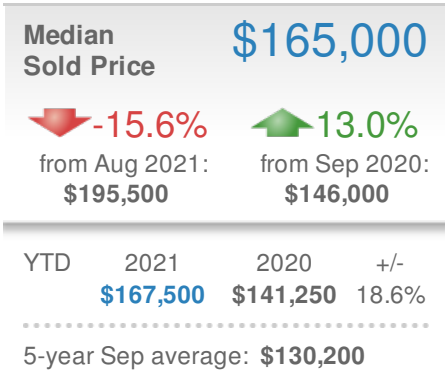 Median $165,000
Sold Price
-15.6% 13.0%
from Aug 2021: from Sep 2020:
$195,500 $146,000
YTD 2021 2020 +/-
$167,500 $141,250 18.6%
5-year Sep average: $130,200